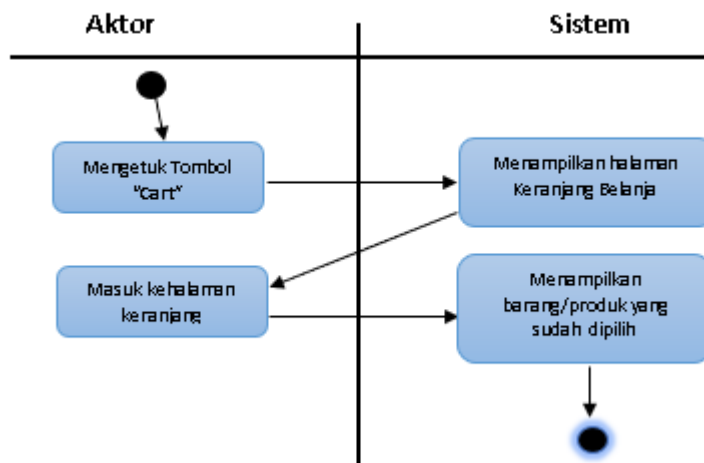 Aktor
Sistem
Mengetuk Tombol
"Cart"
Menampilkan halaman
Keranjang Belanja
Masuk kehalaman
keranjang
Menampilkan
barang/produk yang
sudah dipilih